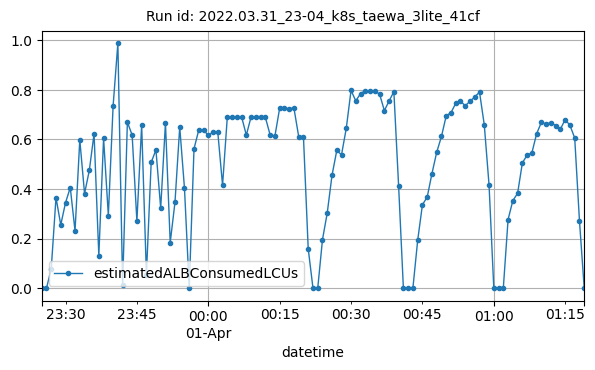 Run id: 2022.03.31_23-04_k8s_taewa_3lite_41cf
1.0
0.8
0.6
0.4
0.2
0.0
estimatedALBConsumedLCUs
23:30 23:45 00:00 00:15 00:30 00:45 01:00 01:15
01-Apr
datetime